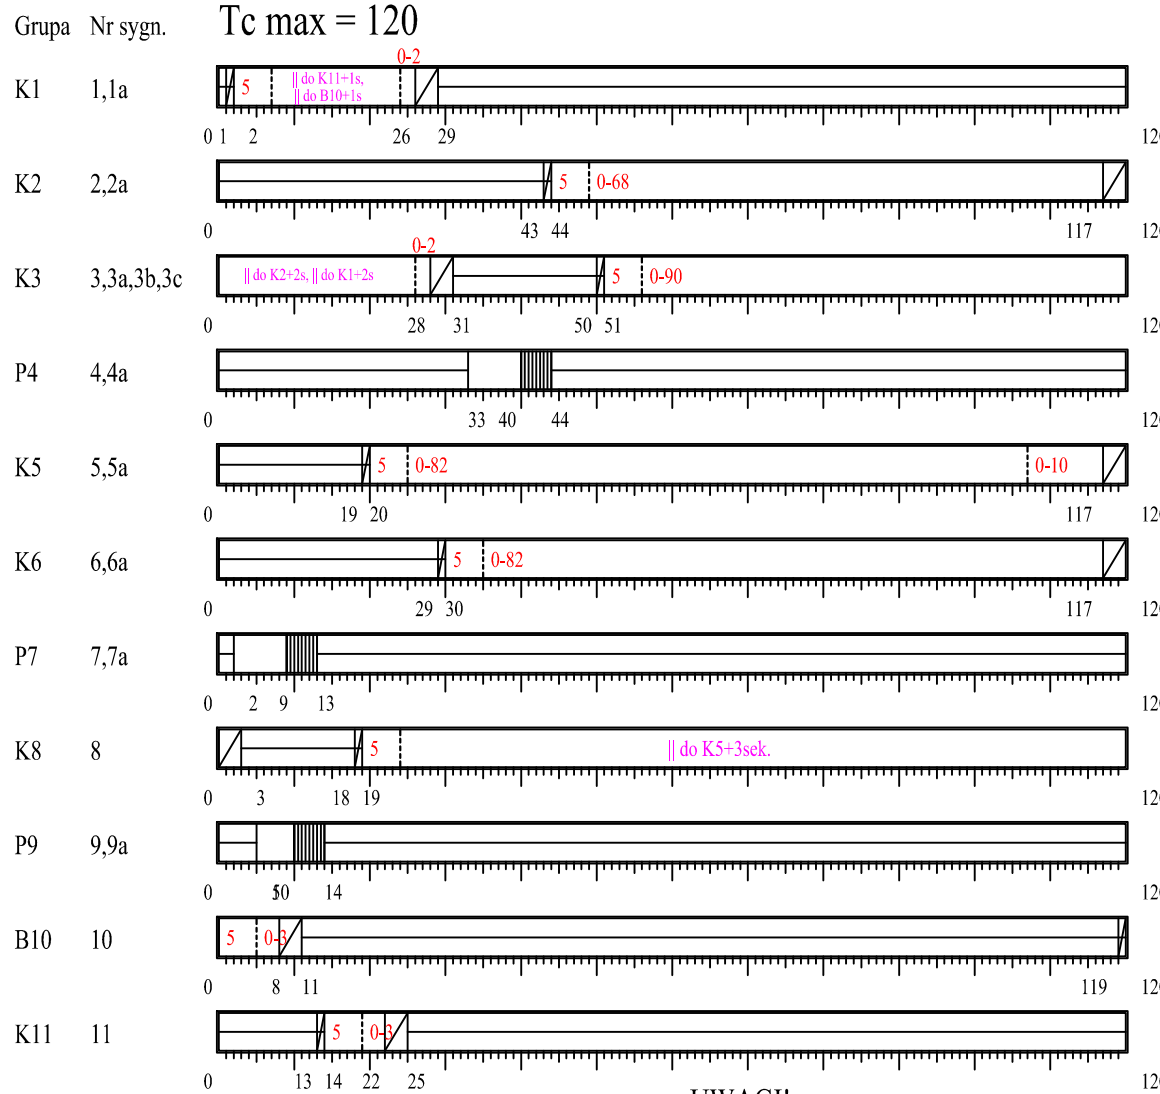 Grupa Nr sygn. Tc max = 120
0-2
K1 1,1a 5 || do K11+1s,
|| do B10+1s
0 1 2 26 29 120
K2 2,2a 5 0-68
0 43 44 117 120
0-2
K3 3,3a,3b,3c || do K2+2s, || do K1+2s 5 0-90
0 28 31 50 51 120
P4 4,4a
0 33 40 44 120
K5 5,5a 5 0-82 0-10
0 19 20 117 120
K6 6,6a 5 0-82
0 29 30 117 120
P7 7,7a
0 2 9 13 120
K8 8 5 || do K5+3sek.
0 3 18 19 120
P9 9,9a
0 5 10 14 120
B10 10 5 0-3
0 8 11 119 120
K11 11 5 0-3
0 13 14 22 25 120
UWAGI!